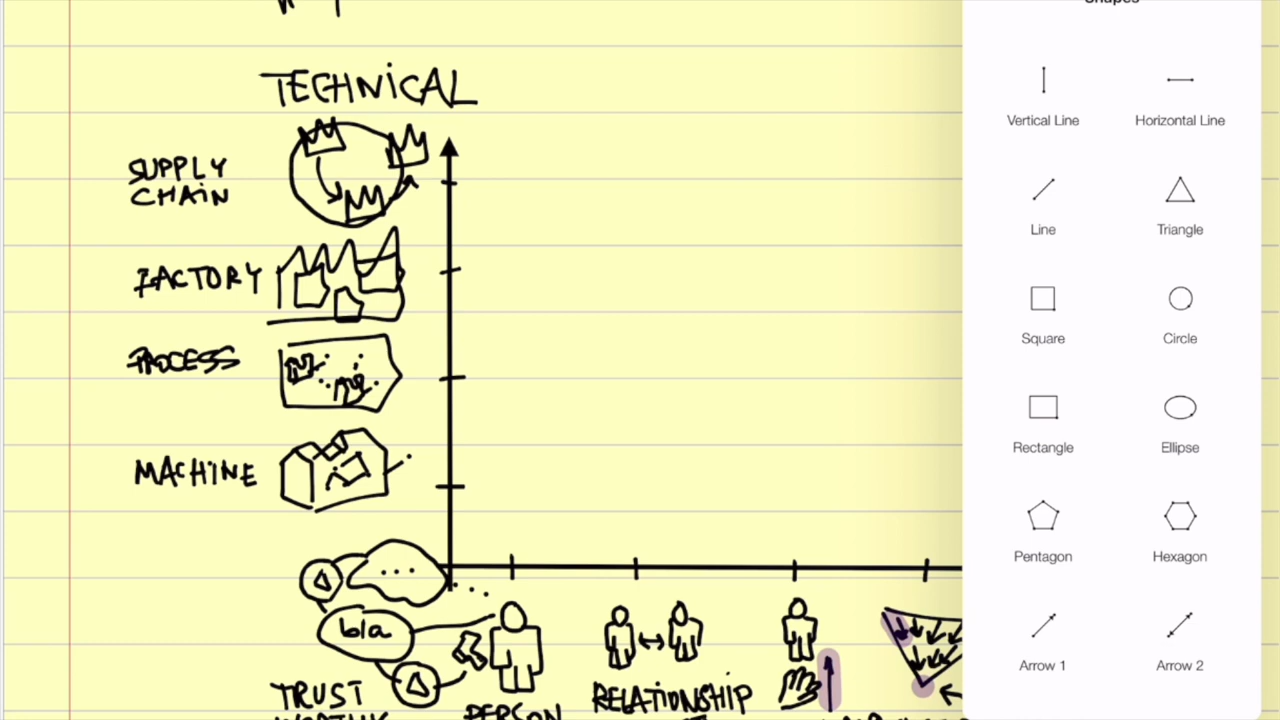 Shapes
TECHNICAL
SUPPLY
CHAIN
FACTORY
PROCESS
MACHINE
...
bla
TRUST
PERSON
RELATIONSHIP
Vertical Line
Horizontal Line
Line
Triangle
Square
Circle
Rectangle
Ellipse
Pentagon
Hexagon
Arrow 1
Arrow 2